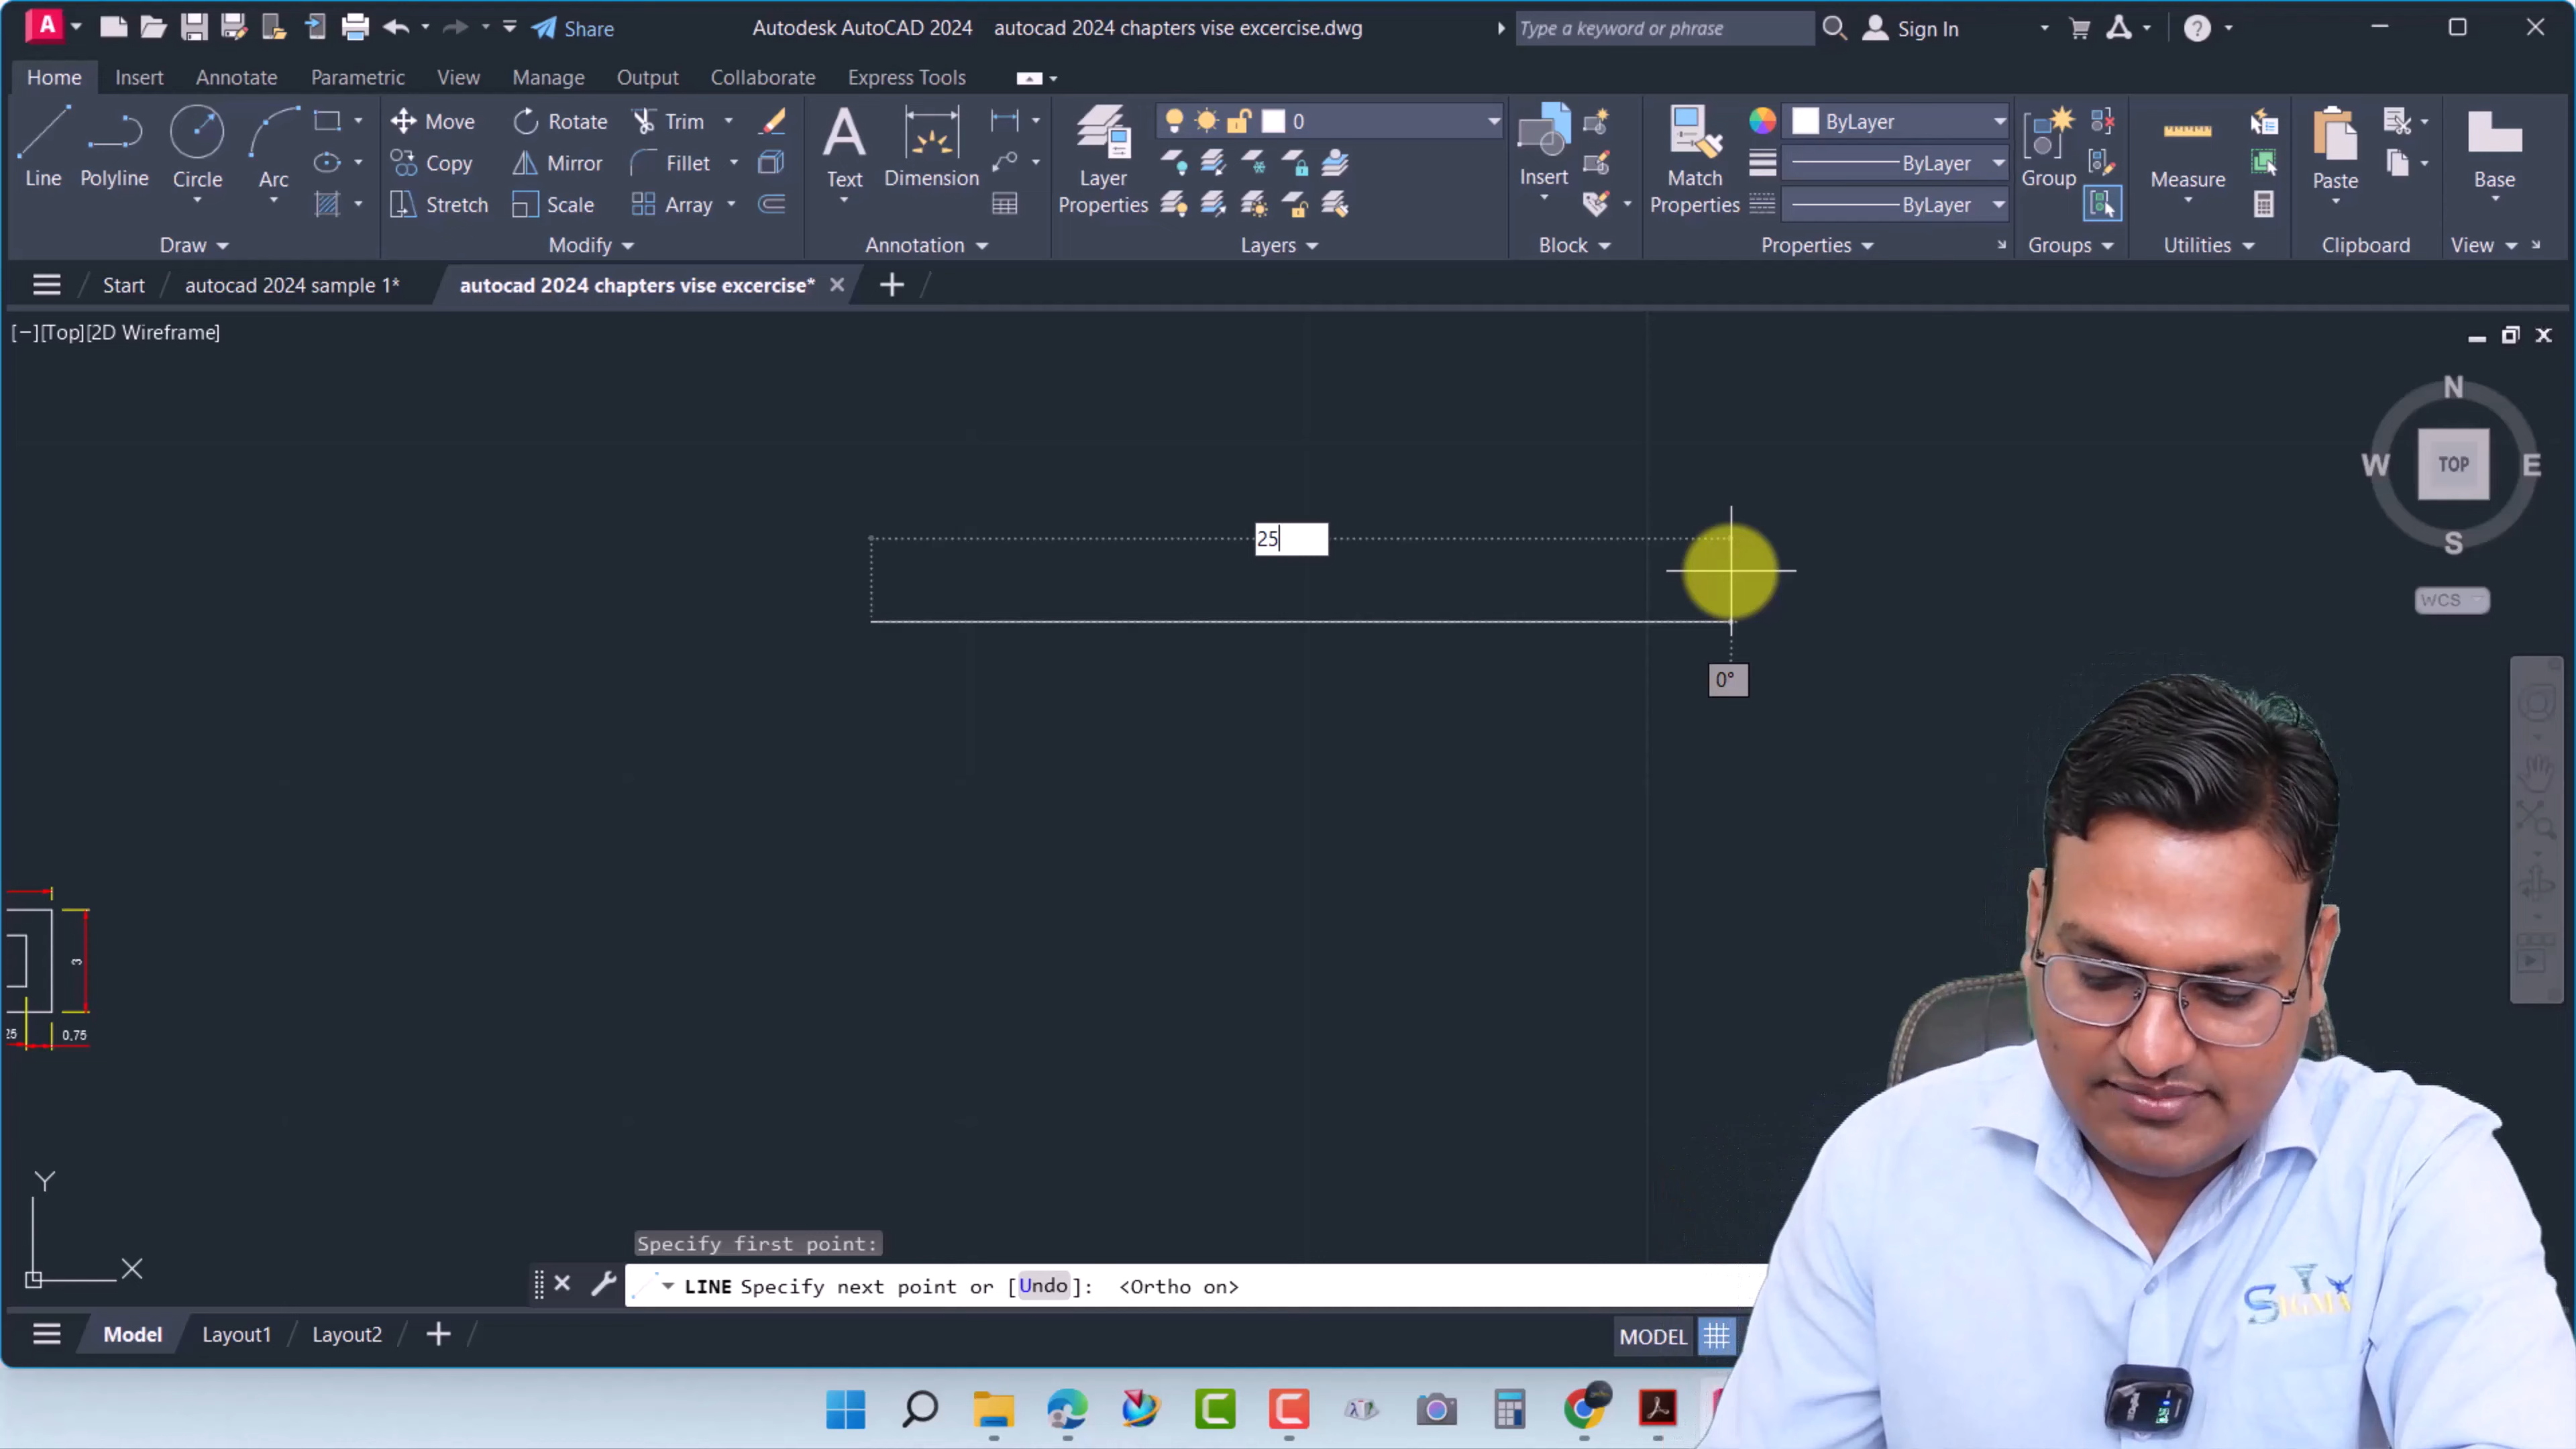 A
Share
Autodesk AutoCAD 2024 autocad 2024 chapters vise excercise.dwg
Type a keyword or phrase
Sign In
Home Insert Annotate Parametric View Manage Output Collaborate Express Tools
Line Polyline Circle Arc
Move Rotate Trim
Copy Mirror Fillet
Stretch Scale Array
Text Dimension
Layer Properties
0
Insert
Match Properties
ByLayer
ByLayer
ByLayer
Group
Measure
Paste
Base
Draw Modify Annotation Layers Block Properties Groups Utilities Clipboard View
Start autocad 2024 sample 1* autocad 2024 chapters vise excercise*
[−][Top][2D Wireframe]
N
W TOP E
S
WCS
25
0°
3
25 0,75
Y
X
Specify first point:
LINE Specify next point or [Undo]: <Ortho on>
Model Layout1 Layout2
MODEL
SIGMA